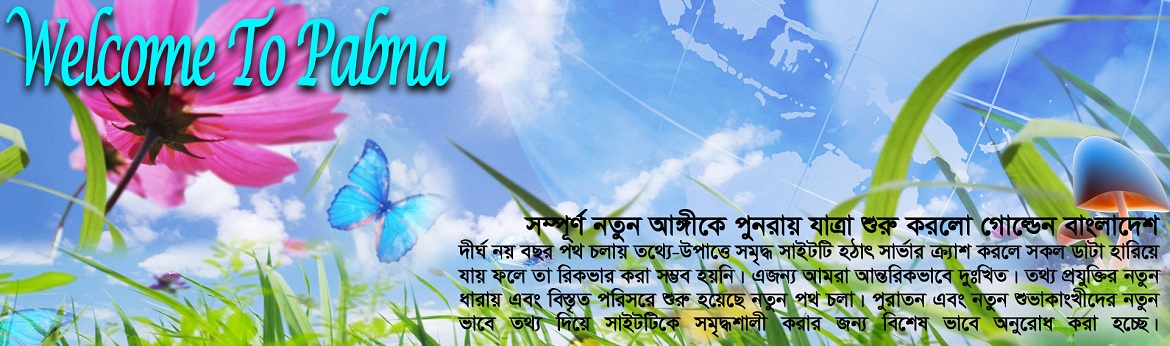 Welcome To Pabna
সম্পূর্ণ নতুন আঙ্গীকে পুনরায় যাত্রা শুরু করলো গোল্ডেন বাংলাদেশ
দীর্ঘ নয় বছর পথ চলায় তথ্যে-উপাত্তে সমৃদ্ধ সাইটটি হঠাৎ সার্ভার ক্র্যাশ করলে সকল ডাটা হারিয়ে
যায় ফলে তা রিকভার করা সম্ভব হয়নি। এজন্য আমরা আন্তরিকভাবে দুঃখিত। তথ্য প্রযুক্তির নতুন
ধারায় এবং বিস্তৃত পরিসরে শুরু হয়েছে নতুন পথ চলা। পুরাতন এবং নতুন শুভাকাংখীদের নতুন
ভাবে তথ্য দিয়ে সাইটটিকে সমৃদ্ধশালী করার জন্য বিশেষ ভাবে অনুরোধ করা হচ্ছে।